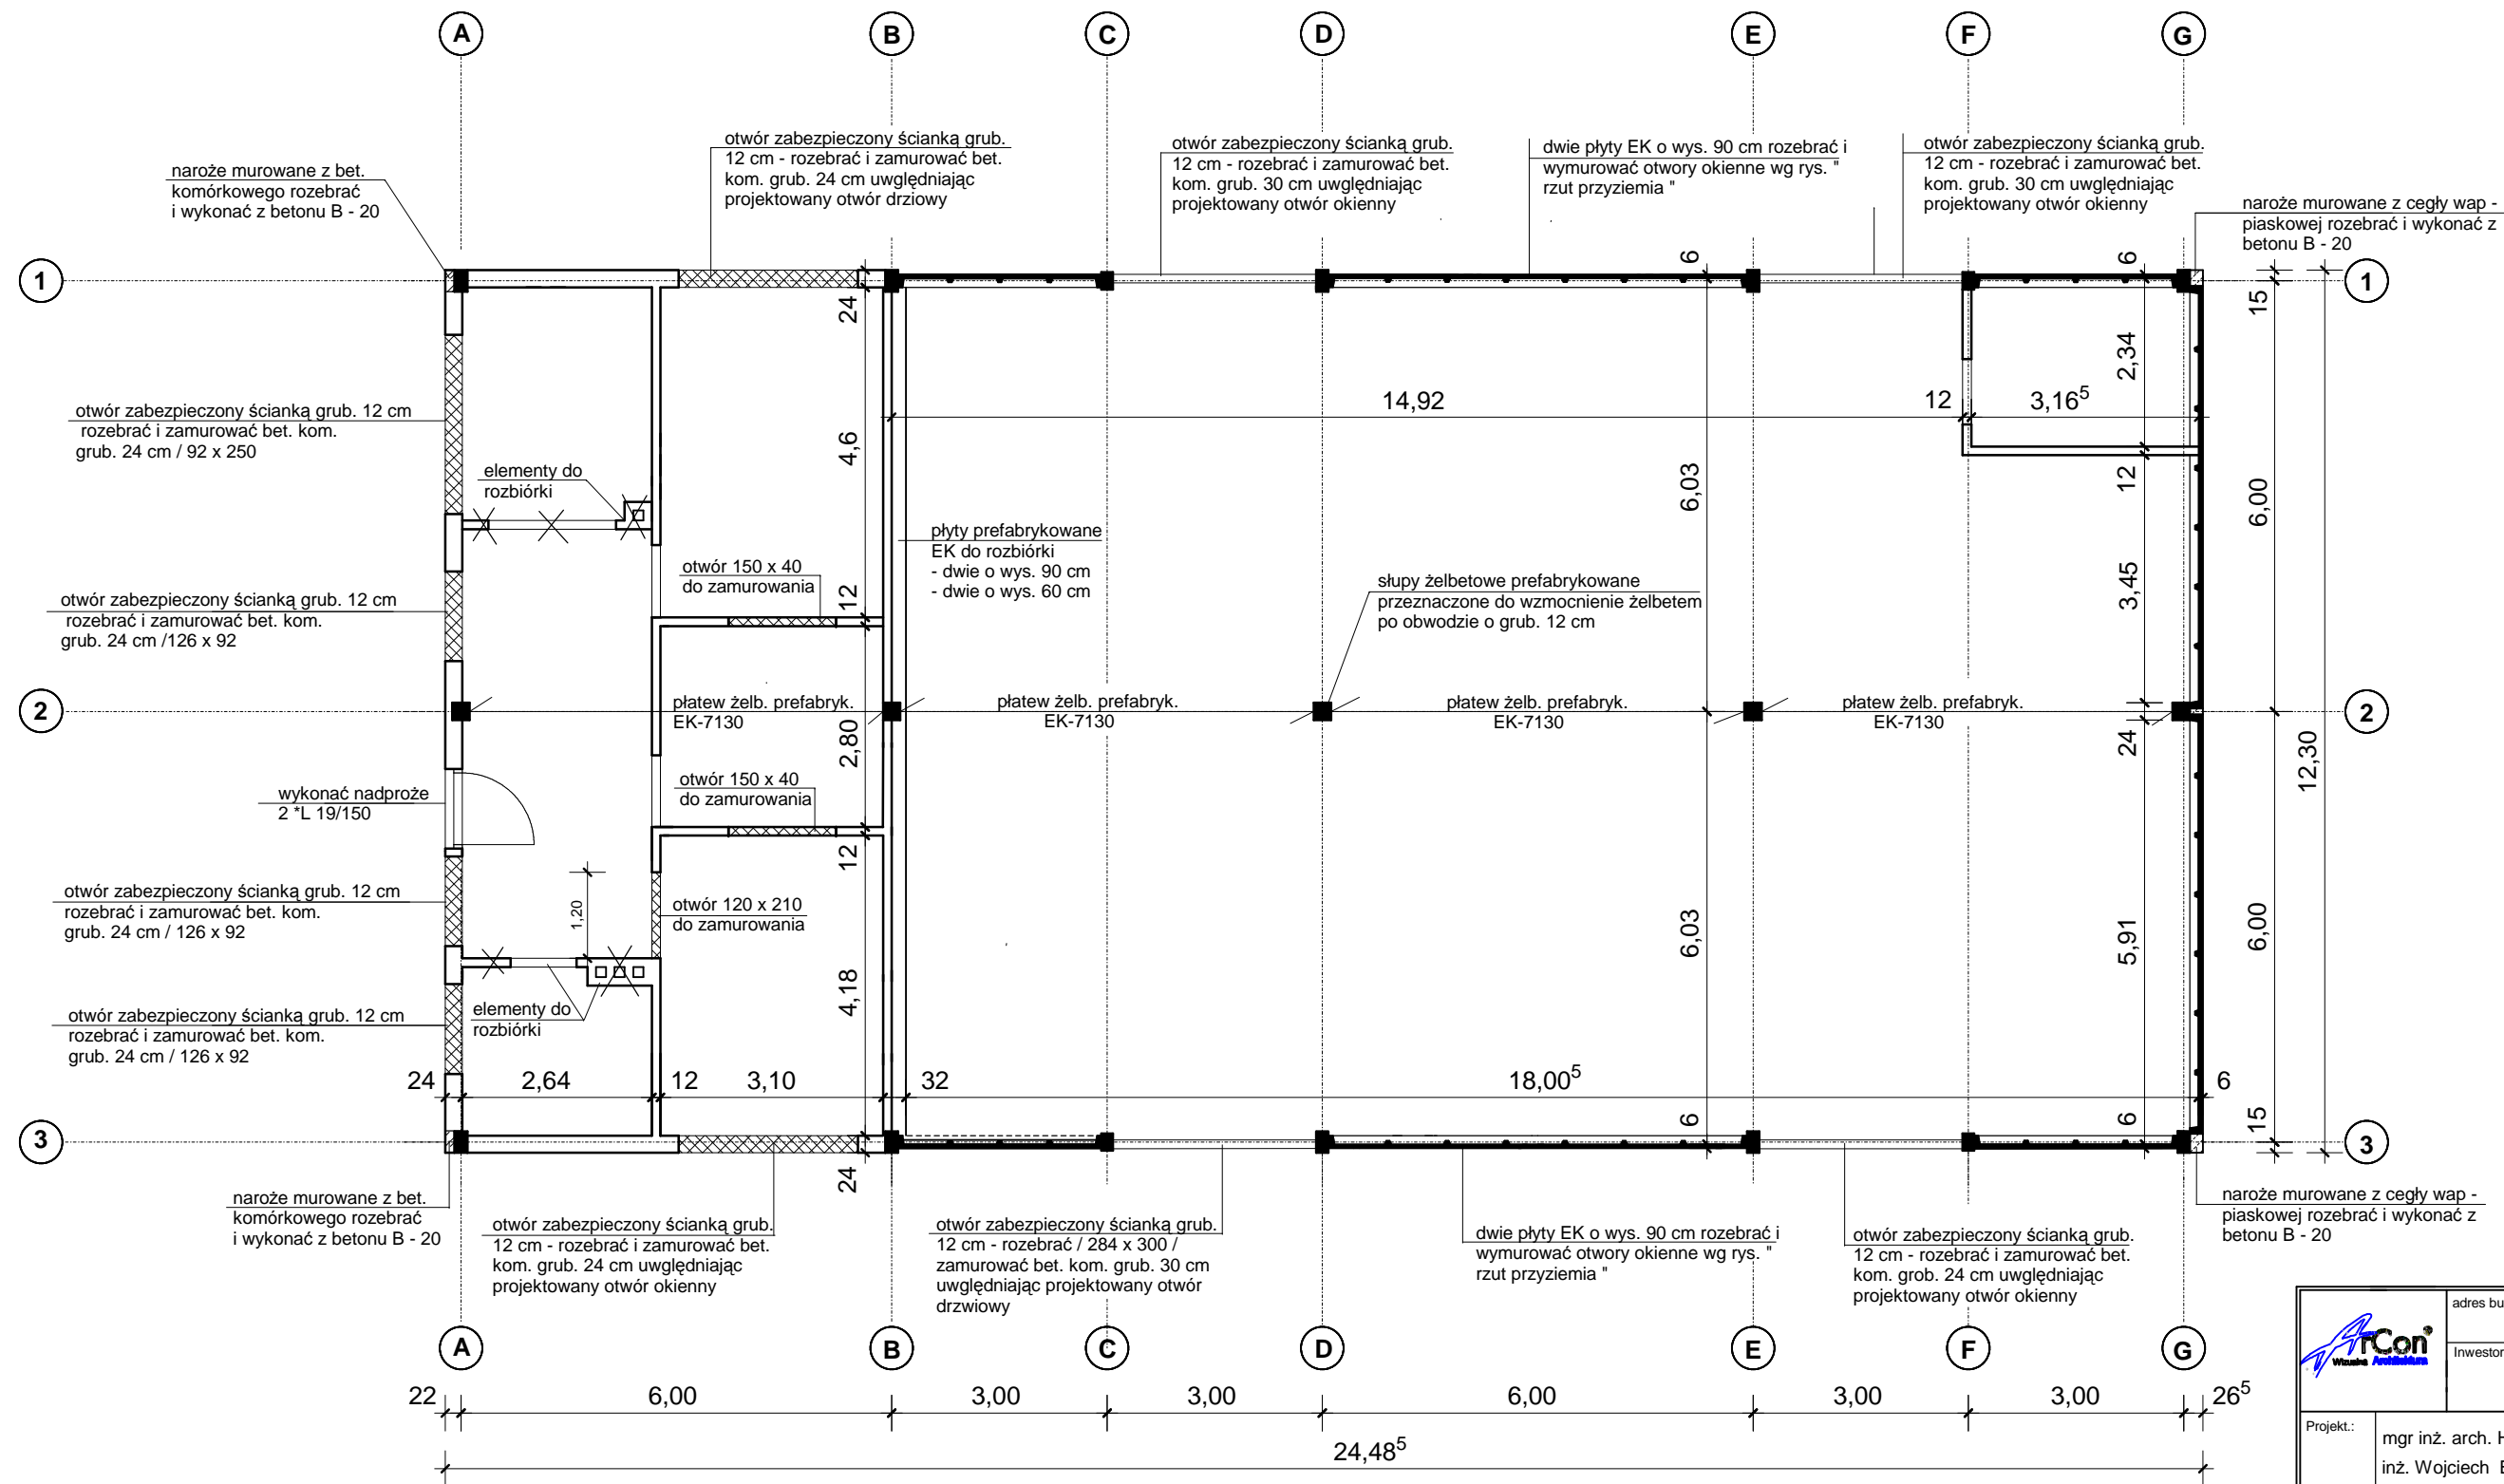 A
B
C
D
E
F
G
naroże murowane z bet.
komórkowego rozebrać
i wykonać z betonu B - 20
otwór zabezpieczony ścianką grub.
12 cm - rozebrać i zamurować bet.
kom. grub. 24 cm uwględniając
projektowany otwór drziowy
otwór zabezpieczony ścianką grub.
12 cm - rozebrać i zamurować bet.
kom. grub. 30 cm uwględniając
projektowany otwór okienny
dwie płyty EK o wys. 90 cm rozebrać i
wymurować otwory okienne wg rys. "
rzut przyziemia "
otwór zabezpieczony ścianką grub.
12 cm - rozebrać i zamurować bet.
kom. grub. 30 cm uwględniając
projektowany otwór okienny
naroże murowane z cegły wap -
piaskowej rozebrać i wykonać z
betonu B - 20
1
24
6
6
15
1
2,34
14,92
12
3,16⁵
otwór zabezpieczony ścianką grub. 12 cm
rozebrać i zamurować bet. kom.
grub. 24 cm / 92 x 250
4,6
elementy do
rozbiórki
6,03
12
6,00
płyty prefabrykowane
EK do rozbiórki
- dwie o wys. 90 cm
- dwie o wys. 60 cm
otwór 150 x 40
do zamurowania
12
słupy żelbetowe prefabrykowane
przeznaczone do wzmocnienie żelbetem
po obwodzie o grub. 12 cm
3,45
otwór zabezpieczony ścianką grub. 12 cm
rozebrać i zamurować bet. kom.
grub. 24 cm /126 x 92
2
płatew żelb. prefabryk.
EK-7130
płatew żelb. prefabryk.
EK-7130
płatew żelb. prefabryk.
EK-7130
płatew żelb. prefabryk.
EK-7130
2
2,80
24
12,30
wykonać nadproże
2 *L 19/150
otwór 150 x 40
do zamurowania
12
otwór zabezpieczony ścianką grub. 12 cm
rozebrać i zamurować bet. kom.
grub. 24 cm / 126 x 92
1,20
otwór 120 x 210
do zamurowania
6,03
5,91
6,00
4,18
elementy do
rozbiórki
otwór zabezpieczony ścianką grub. 12 cm
rozebrać i zamurować bet. kom.
grub. 24 cm / 126 x 92
24
2,64
12
3,10
32
18,00⁵
6
6
6
15
3
24
3
naroże murowane z bet.
komórkowego rozebrać
i wykonać z betonu B - 20
otwór zabezpieczony ścianką grub.
12 cm - rozebrać i zamurować bet.
kom. grub. 24 cm uwględniając
projektowany otwór okienny
otwór zabezpieczony ścianką grub.
12 cm - rozebrać / 284 x 300 /
zamurować bet. kom. grub. 30 cm
uwględniając projektowany otwór
drzwiowy
dwie płyty EK o wys. 90 cm rozebrać i
wymurować otwory okienne wg rys. "
rzut przyziemia "
otwór zabezpieczony ścianką grub.
12 cm - rozebrać i zamurować bet.
kom. grob. 24 cm uwględniając
projektowany otwór okienny
naroże murowane z cegły wap -
piaskowej rozebrać i wykonać z
betonu B - 20
A
B
C
D
E
F
G
22
6,00
3,00
3,00
6,00
3,00
3,00
26⁵
24,48⁵
ArCon
Wizualna Architektura
adres bu
Inwestor
Projekt.:
mgr inż. arch. H
inż. Wojciech